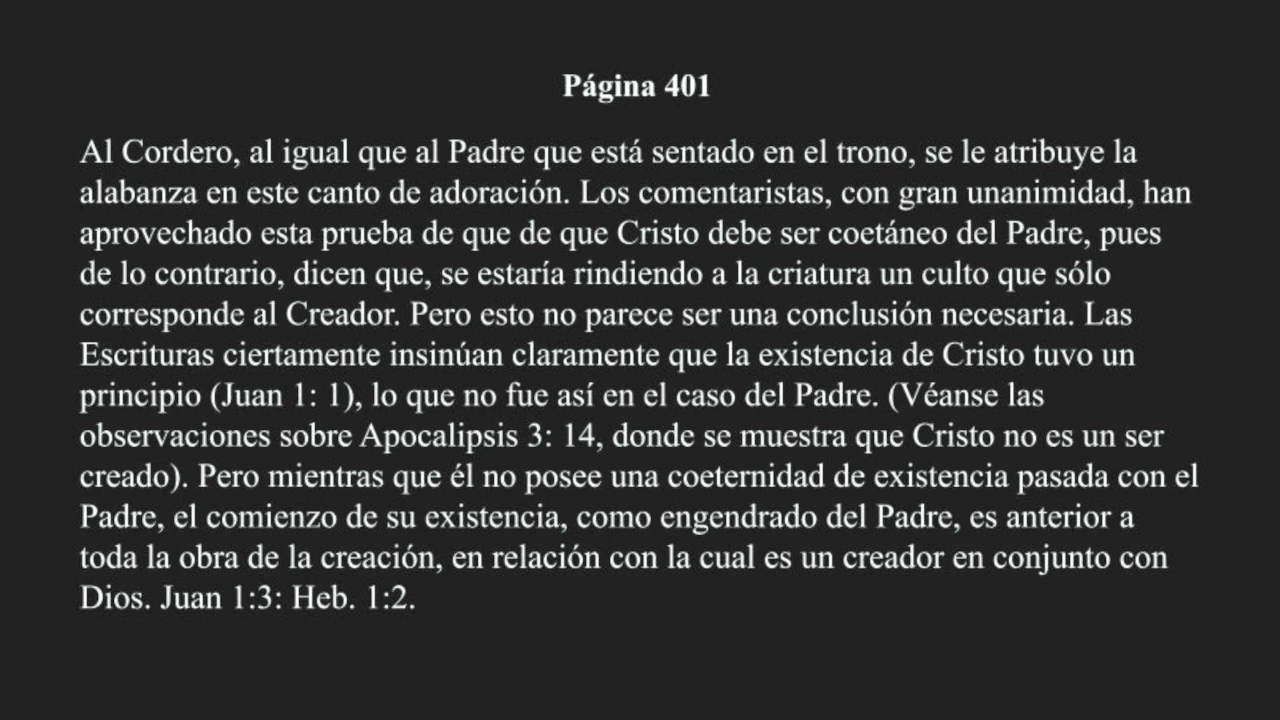 Página 401
Al Cordero, al igual que al Padre que está sentado en el trono, se le atribuye la
alabanza en este canto de adoración. Los comentaristas, con gran unanimidad, han
aprovechado esta prueba de que de que Cristo debe ser coetáneo del Padre, pues
de lo contrario, dicen que, se estaría rindiendo a la criatura un culto que sólo
corresponde al Creador. Pero esto no parece ser una conclusión necesaria. Las
Escrituras ciertamente insinúan claramente que la existencia de Cristo tuvo un
principio (Juan 1: 1), lo que no fue así en el caso del Padre. (Véanse las
observaciones sobre Apocalipsis 3: 14, donde se muestra que Cristo no es un ser
creado). Pero mientras que él no posee una coeternidad de existencia pasada con el
Padre, el comienzo de su existencia, como engendrado del Padre, es anterior a
toda la obra de la creación, en relación con la cual es un creador en conjunto con
Dios. Juan 1:3: Heb. 1:2.